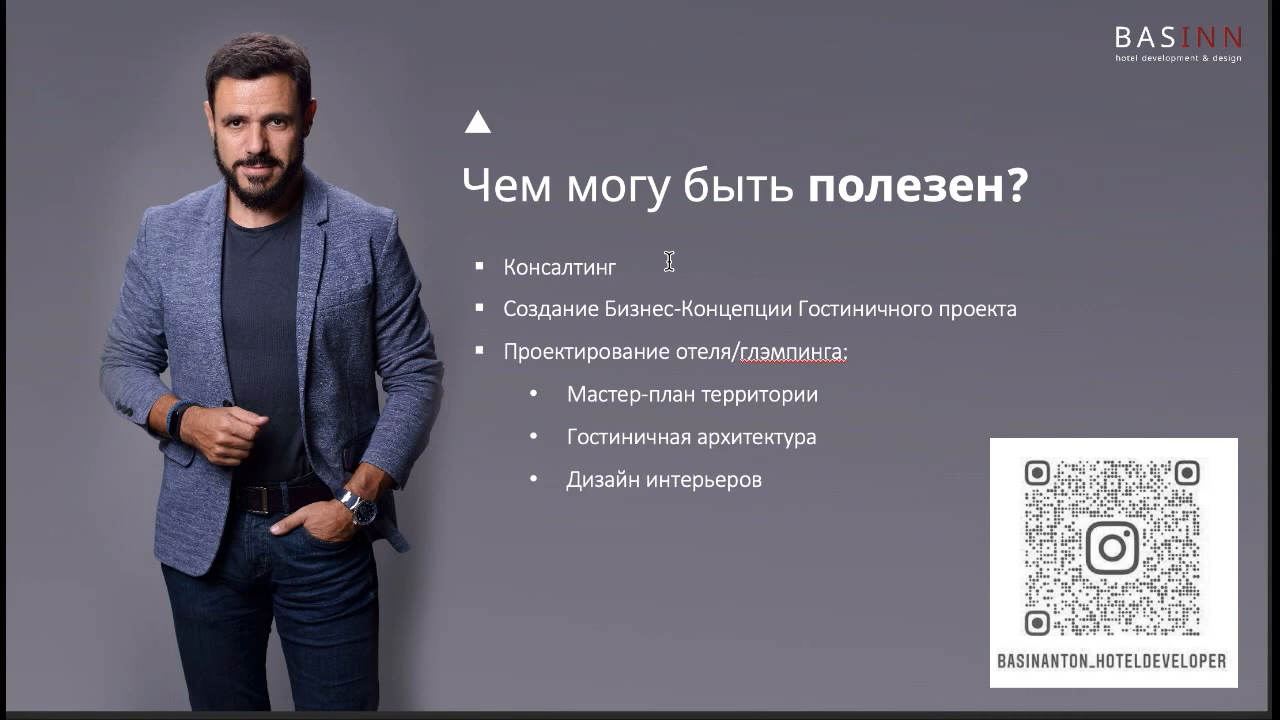 BASINN
hotel development & design
Чем могу быть полезен?
Консалтинг
Создание Бизнес-Концепции Гостиничного проекта
Проектирование отеля/глэмпинга:
Мастер-план территории
Гостиничная архитектура
Дизайн интерьеров
BASINANTON_HOTELDEVELOPER